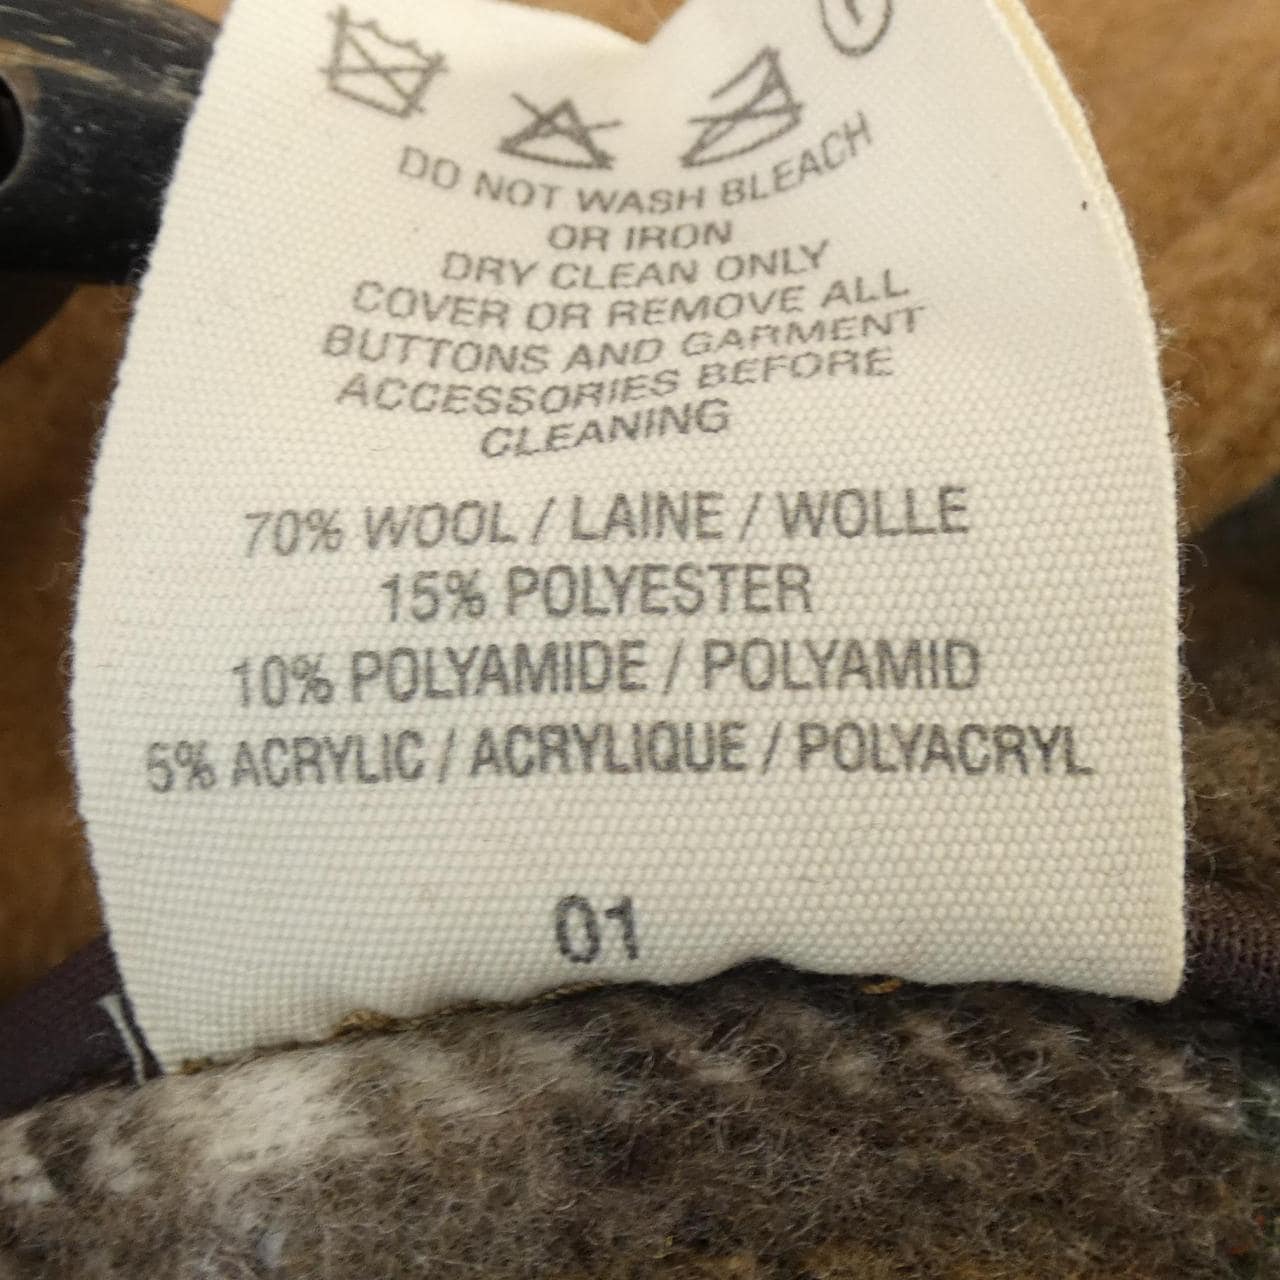 DO NOT WASH BLEACH
OR IRON
DRY CLEAN ONLY
COVER OR REMOVE ALL
BUTTONS AND GARMENT
ACCESSORIES BEFORE
CLEANING
70% WOOL / LAINE / WOLLE
15% POLYESTER
10% POLYAMIDE / POLYAMID
5% ACRYLIC / ACRYLIQUE / POLYACRYL
01